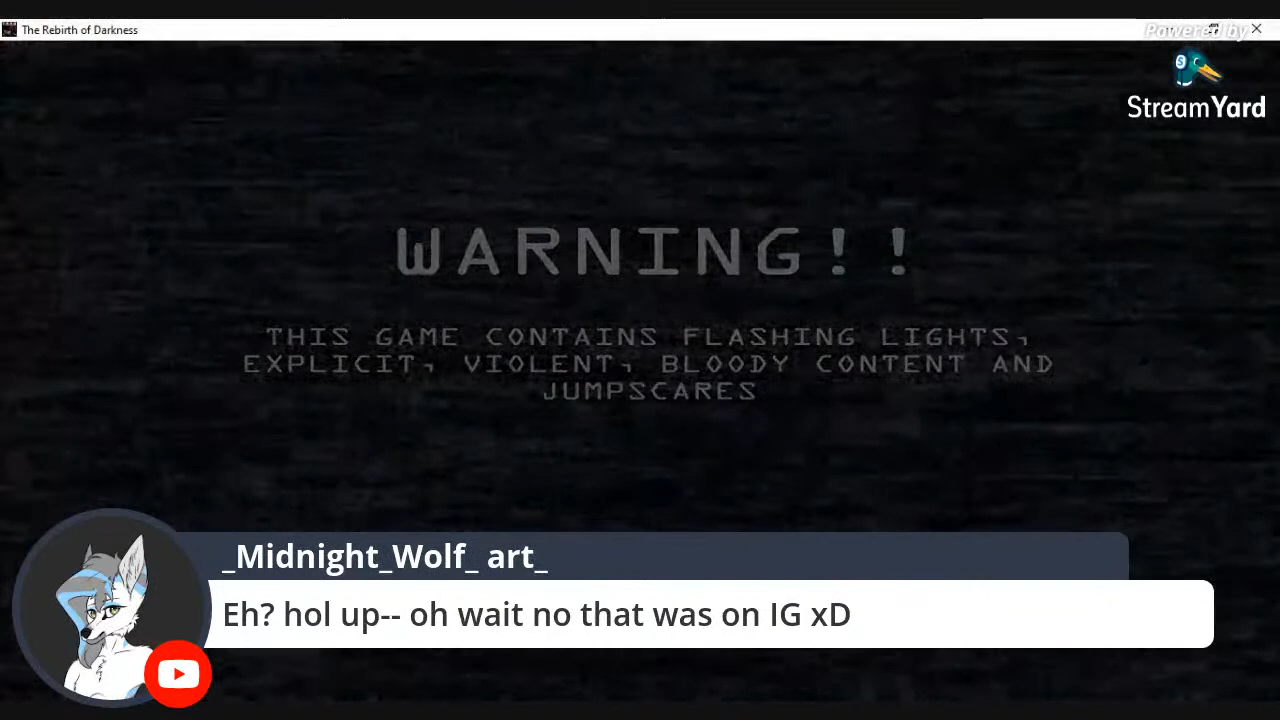 The Rebirth of Darkness
Powered by
StreamYard
WARNING!!
THIS GAME CONTAINS FLASHING LIGHTS,
EXPLICIT, VIOLENT, BLOODY CONTENT AND
JUMPSCARES
_Midnight_Wolf_ art_
Eh? hol up-- oh wait no that was on IG xD